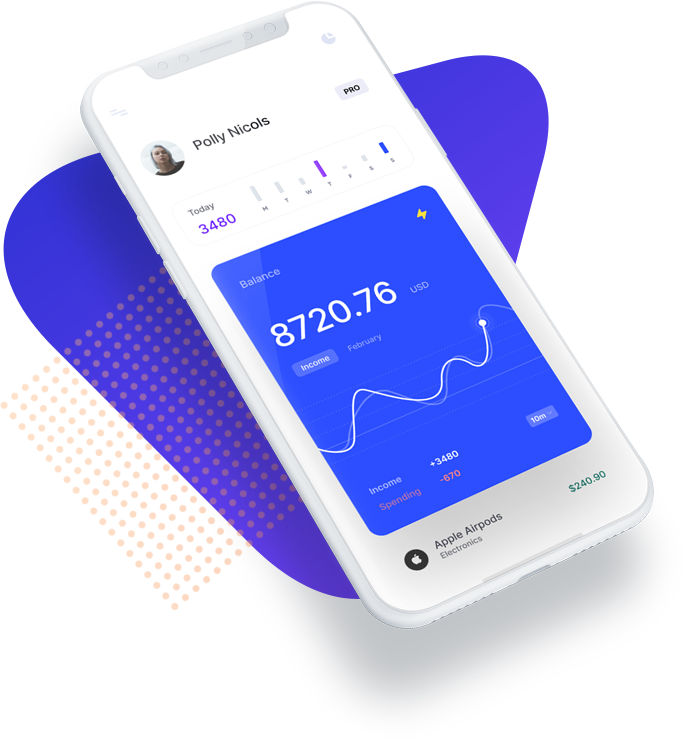 PRO
Polly Nicols
Today
3480
M T W T F S S
Balance
8720.76 USD
Income February
10m
Income +3480
Spending -670
Apple Airpods
Electronics
$240.90